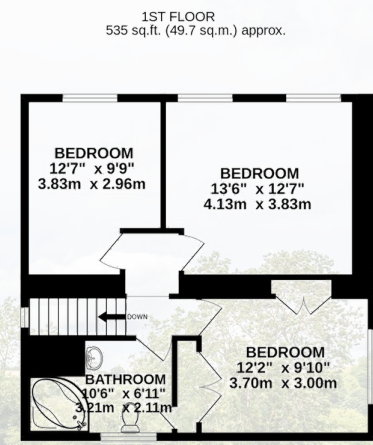 1ST FLOOR
535 sq.ft. (49.7 sq.m.) approx.
BEDROOM
12'7" x 9'9"
3.83m x 2.96m
BEDROOM
13'6" x 12'7"
4.13m x 3.83m
DOWN
BEDROOM
12'2" x 9'10"
3.70m x 3.00m
BATHROOM
10'6" x 6'11"
3.21m x 2.11m